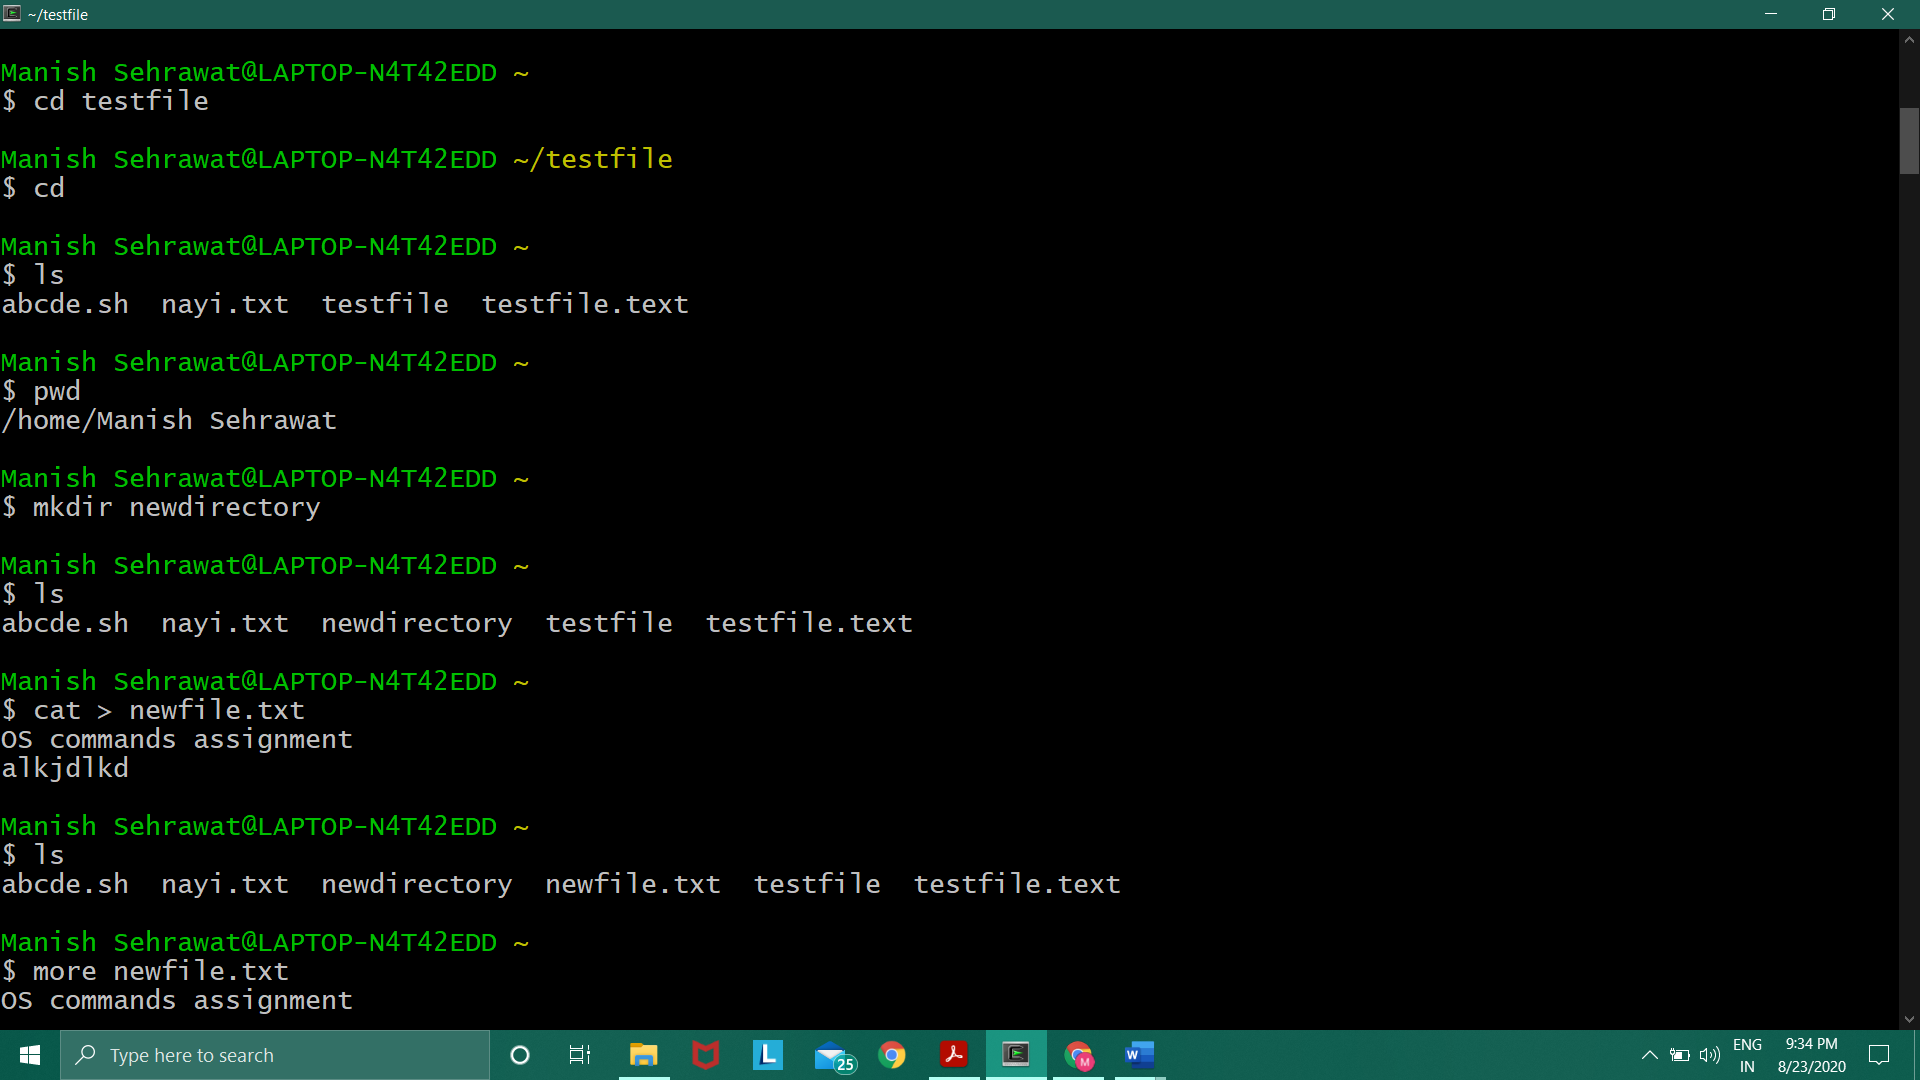 ~/testfile
Manish Sehrawat@LAPTOP-N4T42EDD ~
$ cd testfile
Manish Sehrawat@LAPTOP-N4T42EDD ~/testfile
$ cd
Manish Sehrawat@LAPTOP-N4T42EDD ~
$ ls
abcde.sh  nayi.txt  testfile  testfile.text
Manish Sehrawat@LAPTOP-N4T42EDD ~
$ pwd
/home/Manish Sehrawat
Manish Sehrawat@LAPTOP-N4T42EDD ~
$ mkdir newdirectory
Manish Sehrawat@LAPTOP-N4T42EDD ~
$ ls
abcde.sh  nayi.txt  newdirectory  testfile  testfile.text
Manish Sehrawat@LAPTOP-N4T42EDD ~
$ cat > newfile.txt
OS commands assignment
alkjdlkd
Manish Sehrawat@LAPTOP-N4T42EDD ~
$ ls
abcde.sh  nayi.txt  newdirectory  newfile.txt  testfile  testfile.text
Manish Sehrawat@LAPTOP-N4T42EDD ~
$ more newfile.txt
OS commands assignment
Type here to search
L
25
M
W
ENG
IN
9:34 PM
8/23/2020